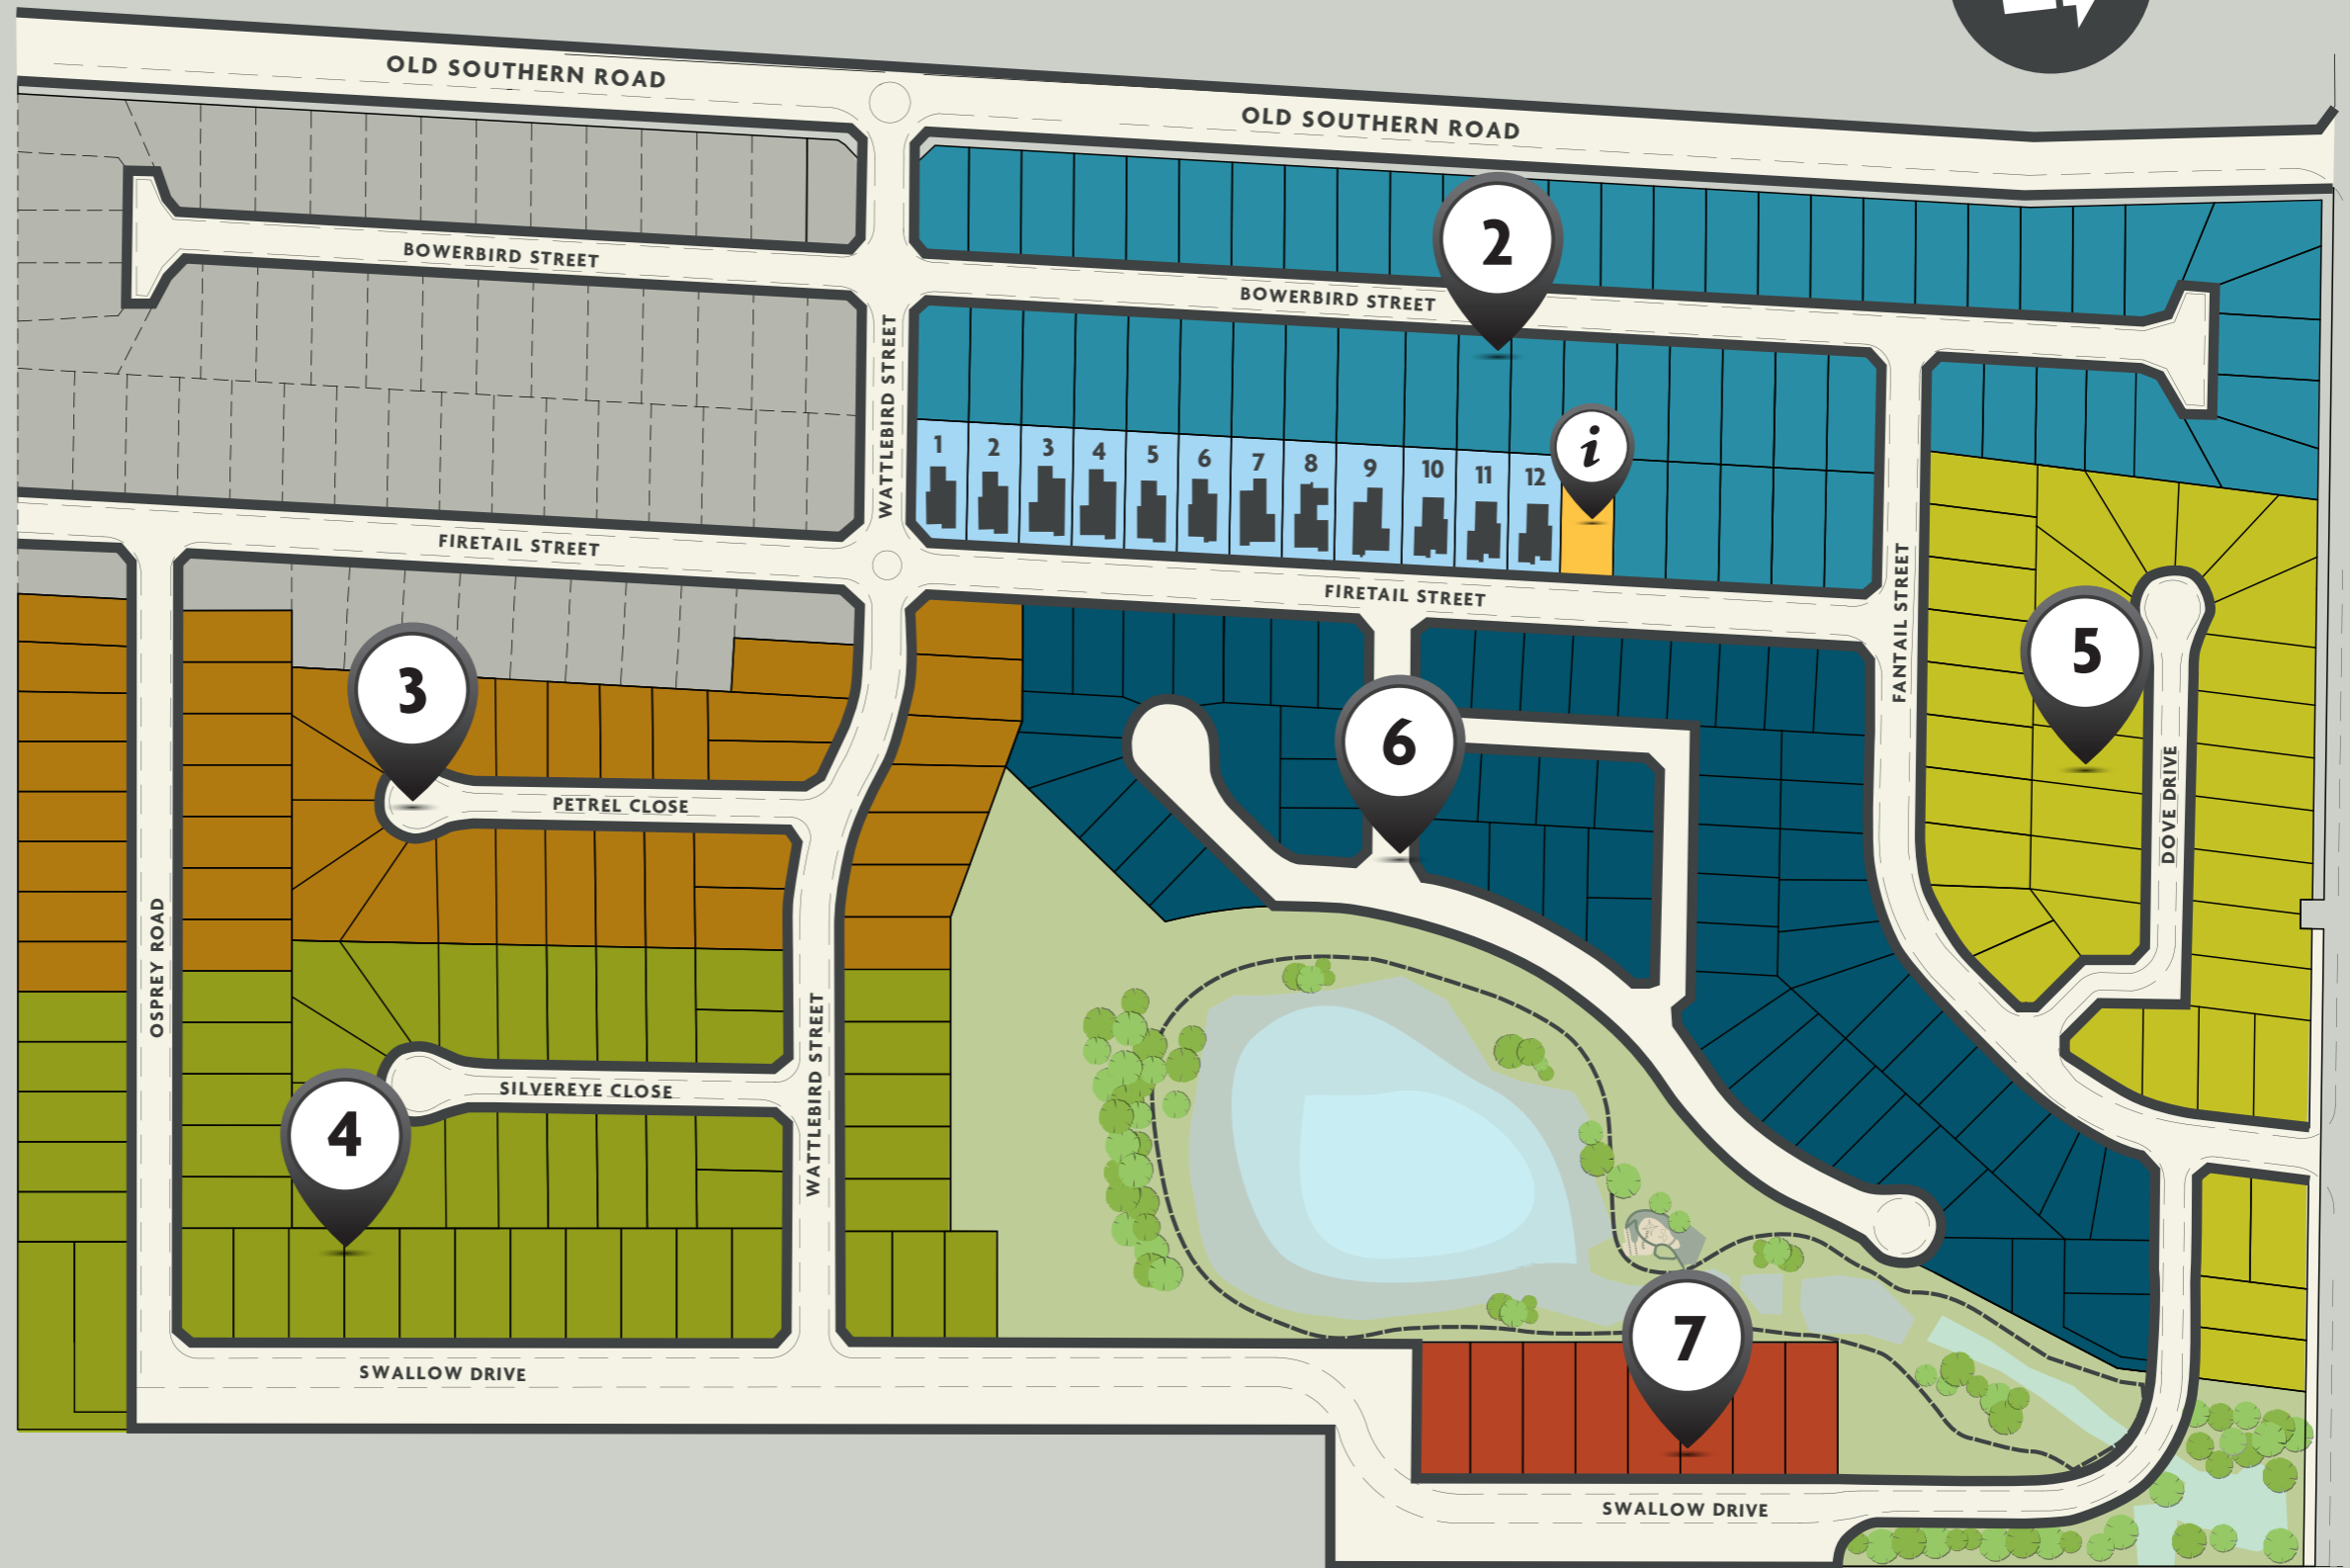 OLD SOUTHERN ROAD
OLD SOUTHERN ROAD
2
BOWERBIRD STREET
BOWERBIRD STREET
WATTLEBIRD STREET
1 2 3 4 5 6 7 8 9 10 11 12
i
FIRETAIL STREET
FIRETAIL STREET
FANTAIL STREET
3
6
5
PETREL CLOSE
DOVE DRIVE
OSPREY ROAD
SILVEREYE CLOSE
WATTLEBIRD STREET
4
7
SWALLOW DRIVE
SWALLOW DRIVE